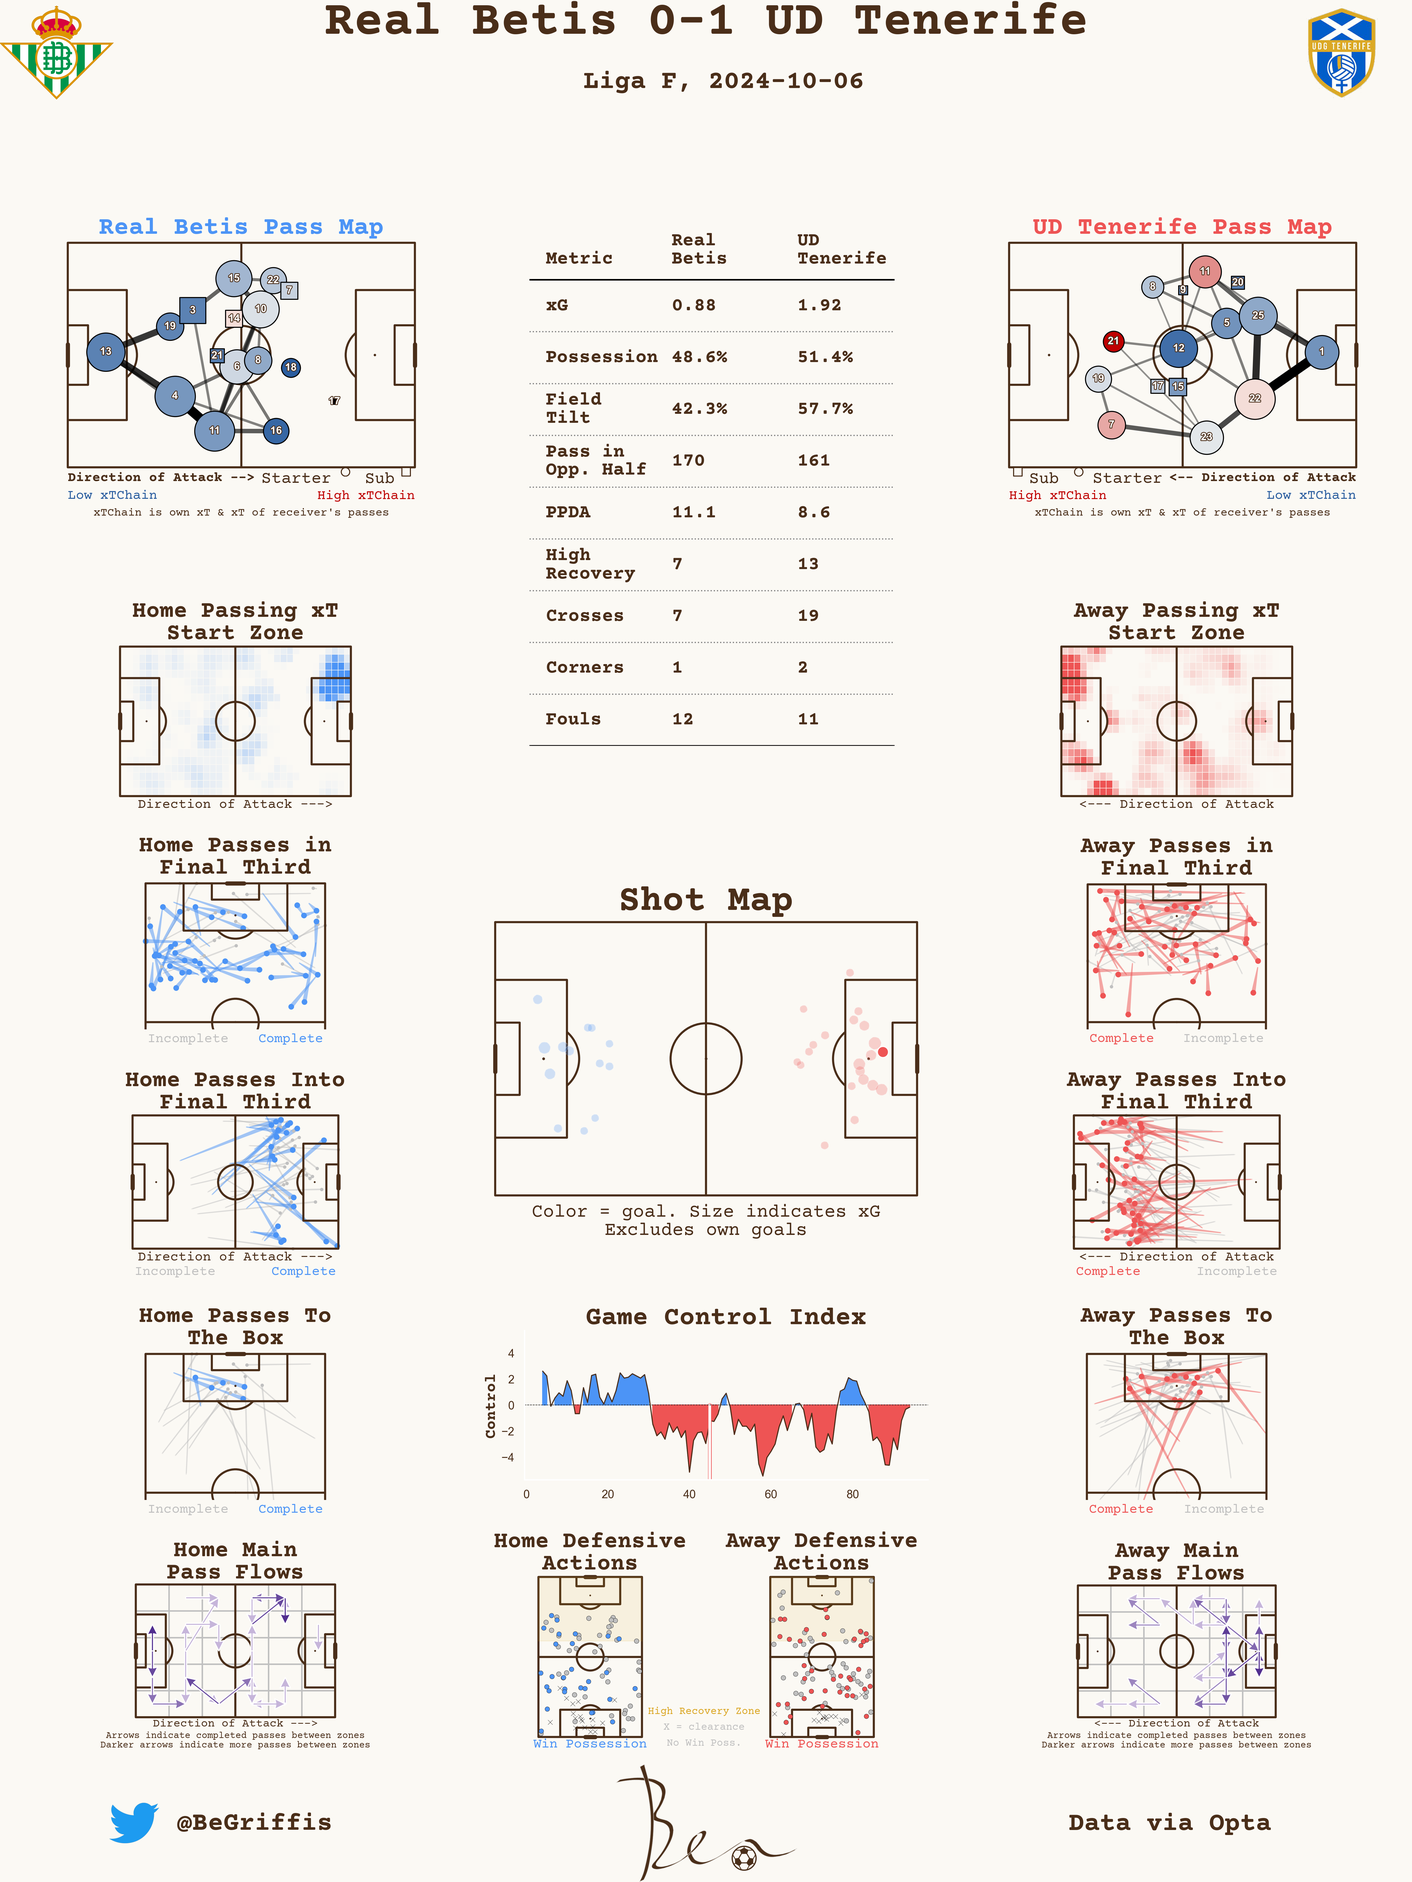 Real Betis 0-1 UD Tenerife
Liga F, 2024-10-06
UDG TENERIFE
Real Betis Pass Map
15
22
7
10
3
14
19
13
21
6
8
18
4
17
11
16
Direction of Attack --> Starter Sub
Low xTChain High xTChain
xTChain is own xT & xT of receiver's passes
Metric Real Betis UD Tenerife
xG 0.88 1.92
Possession 48.6% 51.4%
Field Tilt 42.3% 57.7%
Pass in Opp. Half 170 161
PPDA 11.1 8.6
High Recovery 7 13
Crosses 7 19
Corners 1 2
Fouls 12 11
UD Tenerife Pass Map
11
8
9
20
5
25
21
12
1
19
17
15
22
7
23
Sub Starter <-- Direction of Attack
High xTChain Low xTChain
xTChain is own xT & xT of receiver's passes
Home Passing xT
Start Zone
Direction of Attack --->
Away Passing xT
Start Zone
<--- Direction of Attack
Home Passes in
Final Third
Incomplete Complete
Away Passes in
Final Third
Complete Incomplete
Shot Map
Color = goal. Size indicates xG
Excludes own goals
Home Passes Into
Final Third
Direction of Attack --->
Incomplete Complete
Away Passes Into
Final Third
<--- Direction of Attack
Complete Incomplete
Home Passes To
The Box
Incomplete Complete
Game Control Index
Control
4
2
0
−2
−4
0 20 40 60 80
Away Passes To
The Box
Complete Incomplete
Home Main
Pass Flows
Direction of Attack --->
Arrows indicate completed passes between zones
Darker arrows indicate more passes between zones
Home Defensive
Actions
Win Possession
Away Defensive
Actions
Win Possession
High Recovery Zone
X = clearance
No Win Poss.
Away Main
Pass Flows
<--- Direction of Attack
Arrows indicate completed passes between zones
Darker arrows indicate more passes between zones
@BeGriffis
Ben
Data via Opta